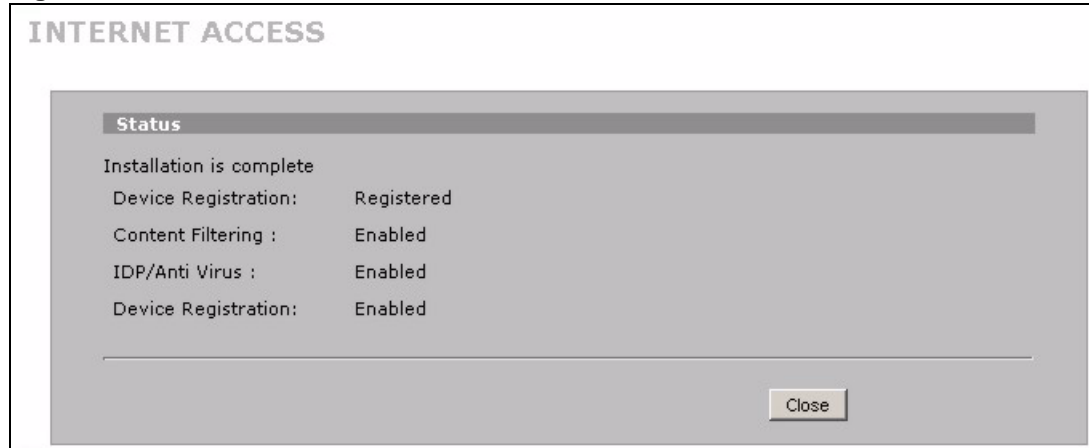 INTERNET ACCESS
Status
Installation is complete
Device Registration: Registered
Content Filtering : Enabled
IDP/Anti Virus : Enabled
Device Registration: Enabled
Close